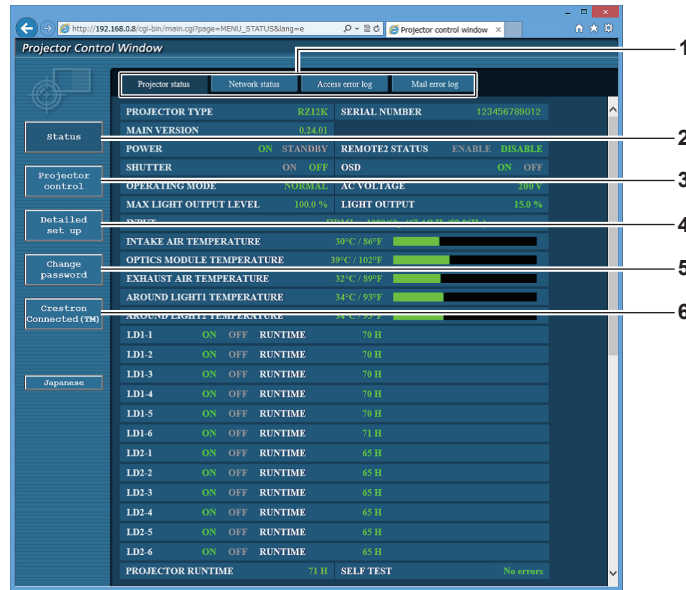 http://192.168.0.8/cgi-bin/main.cgi?page=MENU_STATUS&lang=e
Projector control window
Projector Control Window
1
Projector status Network status Access error log Mail error log
PROJECTOR TYPE RZ12K SERIAL NUMBER 123456789012
MAIN VERSION 0.24.01
Status
2
POWER ON STANDBY REMOTE2 STATUS ENABLE DISABLE
SHUTTER ON OFF OSD ON OFF
Projector control
3
OPERATING MODE NORMAL AC VOLTAGE 200 V
MAX LIGHT OUTPUT LEVEL 100.0 % LIGHT OUTPUT 15.0 %
Detailed set up
4
INTAKE AIR TEMPERATURE 30°C / 86°F
OPTICS MODULE TEMPERATURE 39°C / 102°F
Change password
5
EXHAUST AIR TEMPERATURE 32°C / 89°F
AROUND LIGHT1 TEMPERATURE 34°C / 93°F
Crestron Connected(TM)
6
AROUND LIGHT2 TEMPERATURE 34°C / 93°F
LD1-1 ON OFF RUNTIME 70 H
LD1-2 ON OFF RUNTIME 70 H
LD1-3 ON OFF RUNTIME 70 H
Japanese
LD1-4 ON OFF RUNTIME 70 H
LD1-5 ON OFF RUNTIME 70 H
LD1-6 ON OFF RUNTIME 71 H
LD2-1 ON OFF RUNTIME 65 H
LD2-2 ON OFF RUNTIME 65 H
LD2-3 ON OFF RUNTIME 65 H
LD2-4 ON OFF RUNTIME 65 H
LD2-5 ON OFF RUNTIME 65 H
LD2-6 ON OFF RUNTIME 65 H
PROJECTOR RUNTIME 71 H SELF TEST No errors